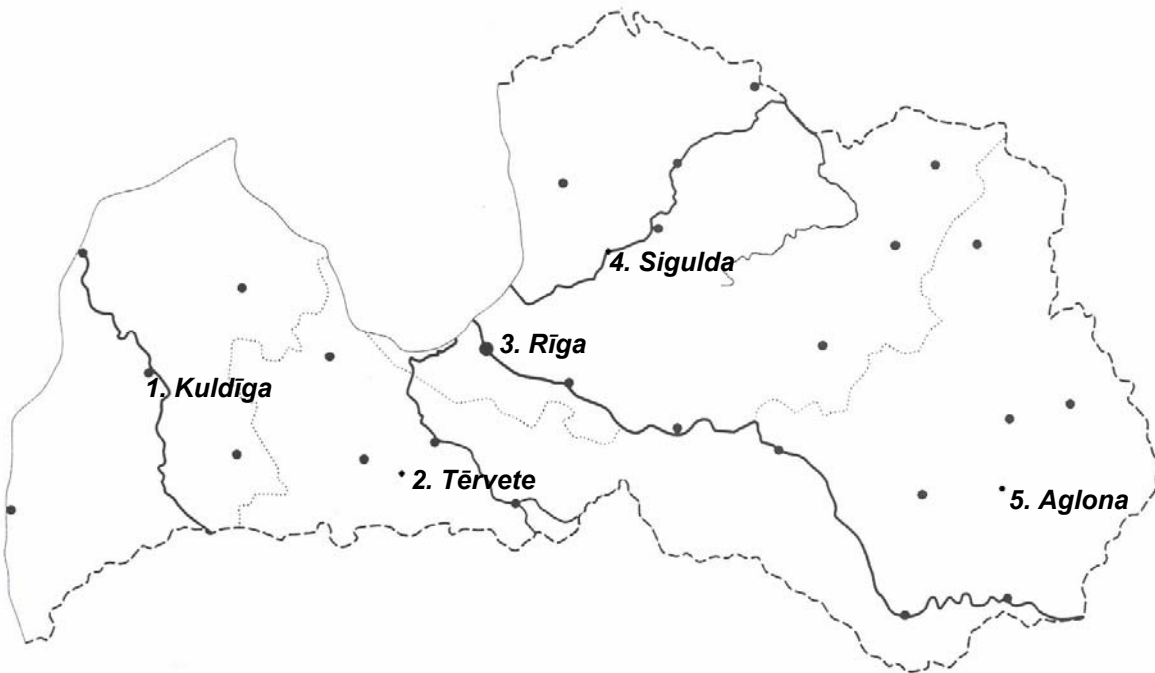 4. Sigulda
3. Rīga
1. Kuldīga
2. Tērvete
5. Aglona